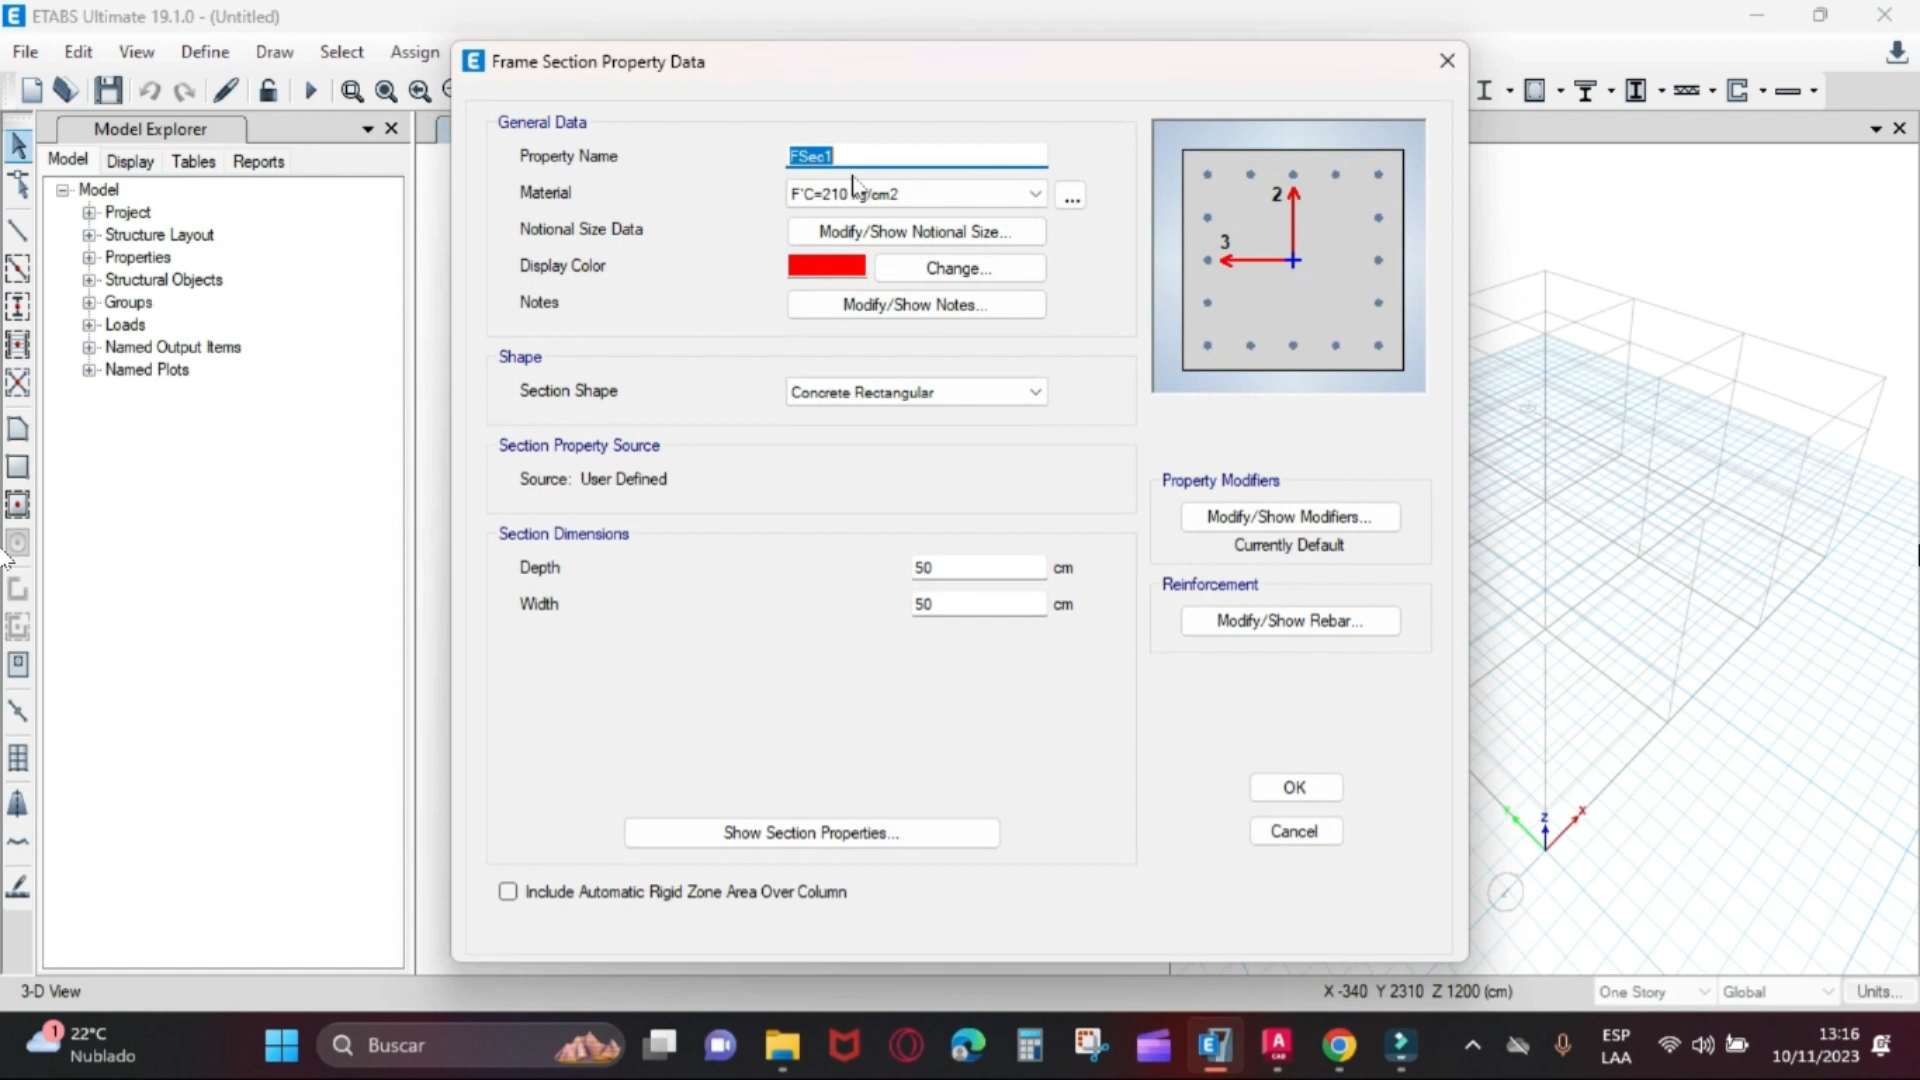 ETABS Ultimate 19.1.0 - (Untitled)
File Edit View Define Draw Select Assign
Frame Section Property Data
Model Explorer
Model Display Tables Reports
Model
Project
Structure Layout
Properties
Structural Objects
Groups
Loads
Named Output Items
Named Plots
General Data
Property Name FSec1
Material F'C=210 kg/cm2 ...
Notional Size Data Modify/Show Notional Size...
Display Color Change...
Notes Modify/Show Notes...
2
3
Shape
Section Shape Concrete Rectangular
Section Property Source
Source: User Defined
Section Dimensions
Depth 50 cm
Width 50 cm
Show Section Properties...
Include Automatic Rigid Zone Area Over Column
Property Modifiers
Modify/Show Modifiers...
Currently Default
Reinforcement
Modify/Show Rebar...
OK
Cancel
Y Z X
3-D View
X -340 Y 2310 Z 1200 (cm)
One Story Global Units...
1 22°C
Nublado
Buscar
ESP
LAA
13:16
10/11/2023